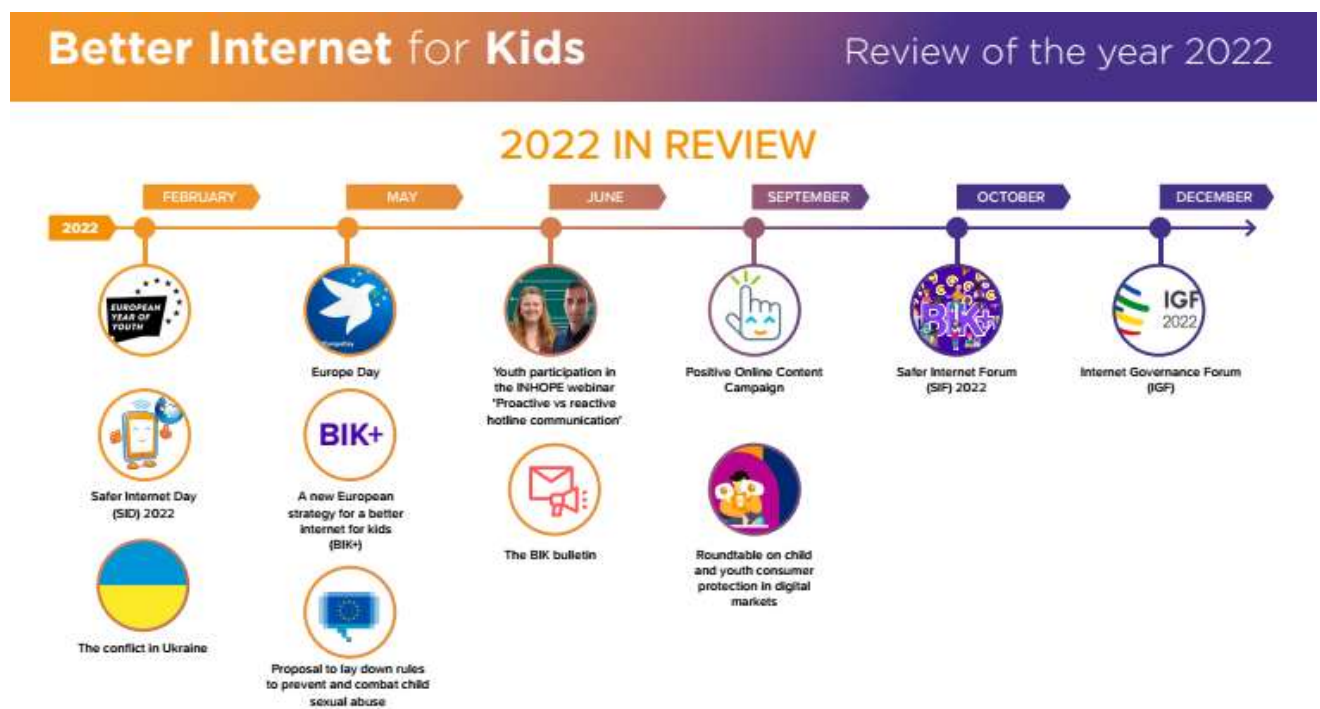 Better Internet for Kids
Review of the year 2022
2022 IN REVIEW
FEBRUARY
MAY
JUNE
SEPTEMBER
OCTOBER
DECEMBER
2022
EUROPEAN
YEAR OF
YOUTH
Safer Internet Day
(SID) 2022
The conflict in Ukraine
#EuropeDay
Europe Day
BIK+
A new European
strategy for a better
internet for kids
(BIK+)
Proposal to lay down rules
to prevent and combat child
sexual abuse
Youth participation in
the INHOPE webinar
"Proactive vs reactive
hotline communication"
The BIK bulletin
Positive Online Content
Campaign
Roundtable on child
and youth consumer
protection in digital
markets
BIK+
Safer Internet Forum
(SIF) 2022
IGF
2022
Internet Governance Forum
(IGF)